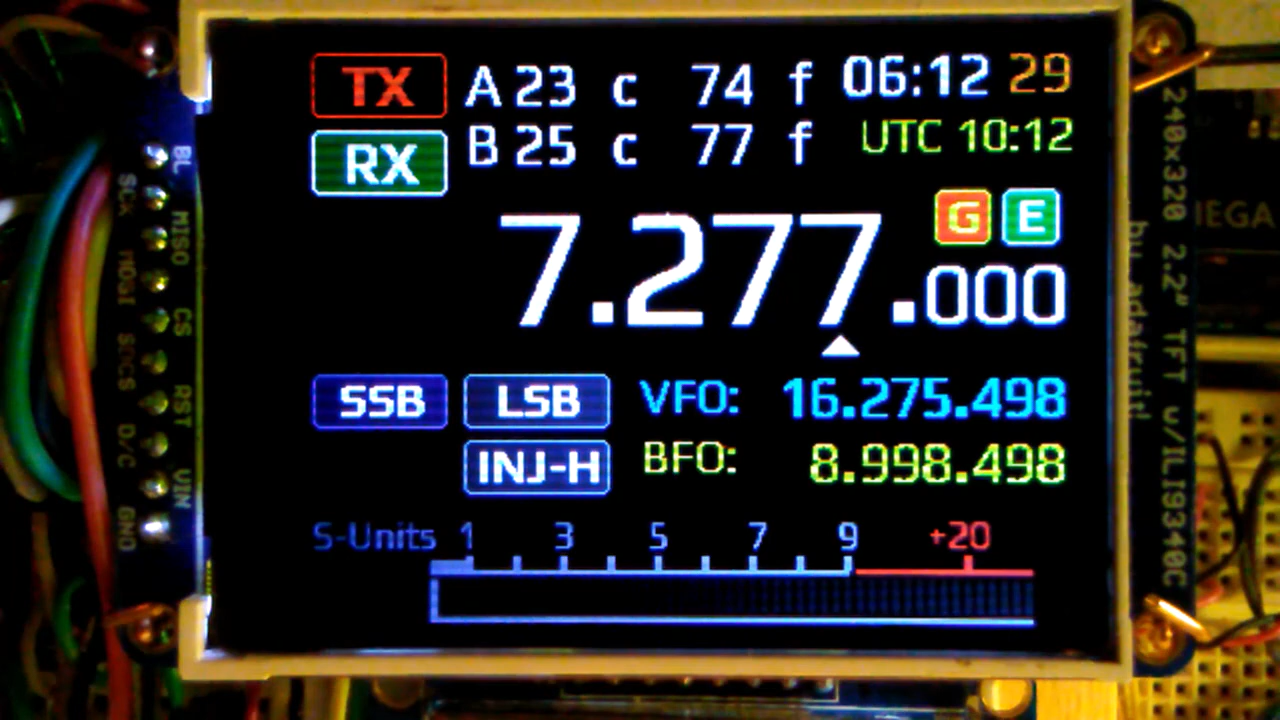 TX A 23 c 74 f 06:12 29
RX B 25 c 77 f UTC 10:12
G E
7.277.000
SSB LSB VFO: 16.275.498
INJ-H BFO: 8.998.498
S-Units 1 3 5 7 9 +20
BL
SCK
MISO
MOSI
CS
SDCS
RST
D/C
VIN
GND
240x320 2.2" TFT w/ILI9340C
by adafruit!